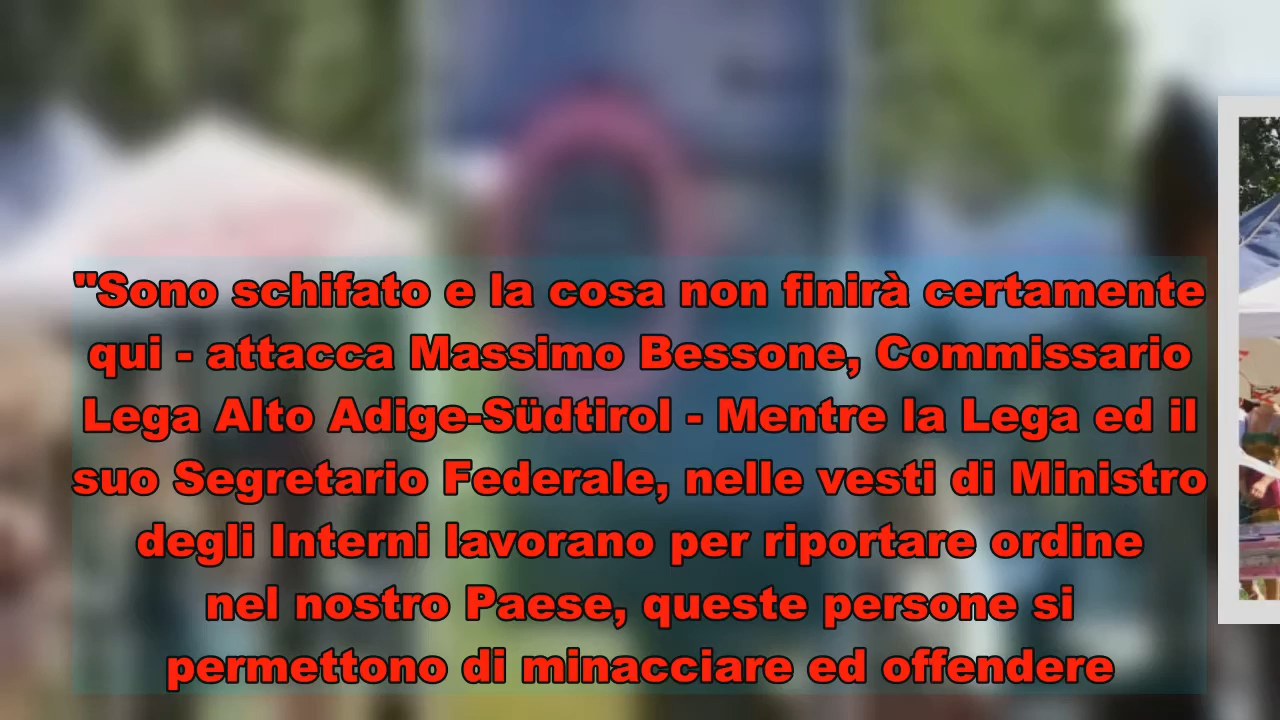 "Sono schifato e la cosa non finirà certamente
qui - attacca Massimo Bessone, Commissario
Lega Alto Adige-Südtirol - Mentre la Lega ed il
suo Segretario Federale, nelle vesti di Ministro
degli Interni lavorano per riportare ordine
nel nostro Paese, queste persone si
permettono di minacciare ed offendere